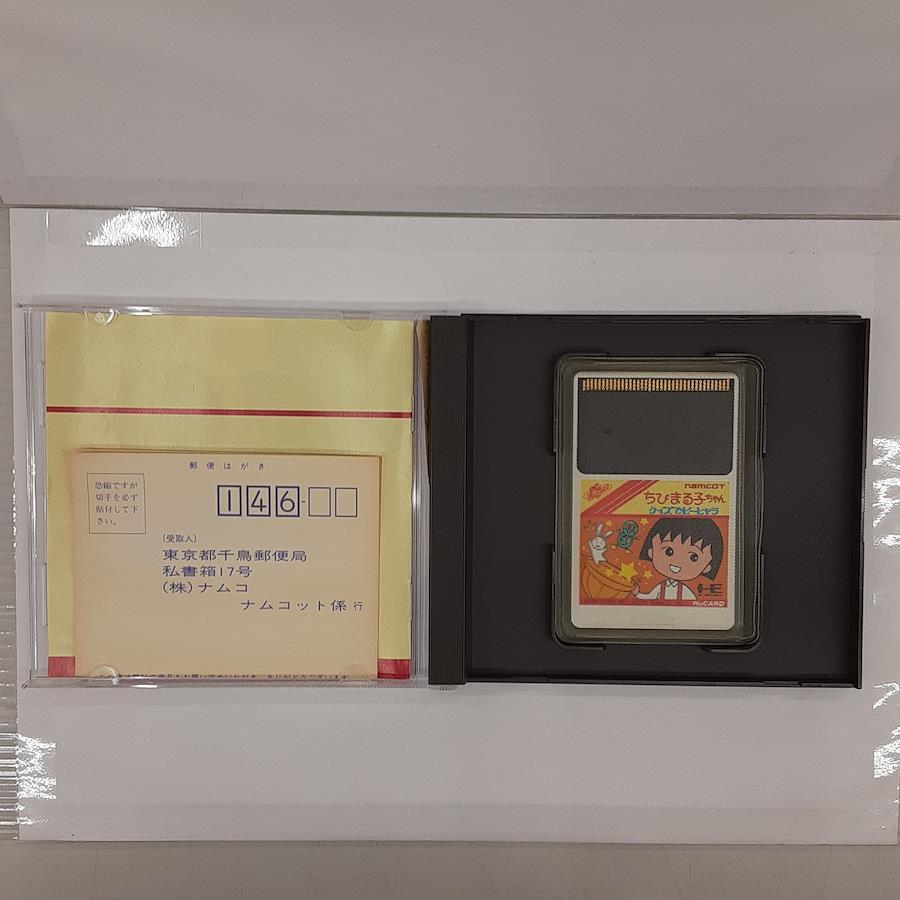 郵便はがき
恐縮ですが
切手を必ず
貼付して下
さい。
146-
(受取人)
東京都千鳥郵便局
私書箱17号
(株)ナムコ
ナムコット係 行
namcot
ちびまる子ちゃん
クイズでピーヒャラ
HE
HuCARD